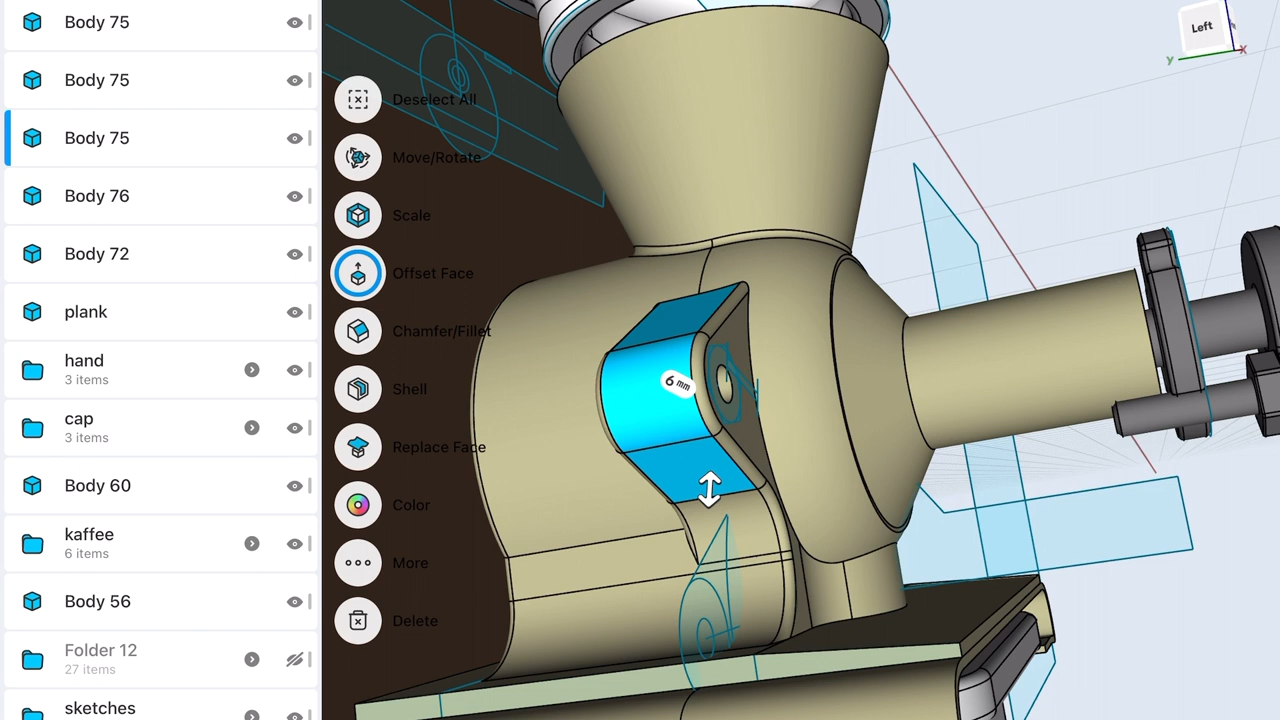 Body 75
Body 75
Body 75
Body 76
Body 72
plank
hand
3 items
cap
3 items
Body 60
kaffee
6 items
Body 56
Folder 12
27 items
sketches
Deselect All
Move/Rotate
Scale
Offset Face
Chamfer/Fillet
Shell
Replace Face
Color
More
Delete
6 mm
Left
y
x